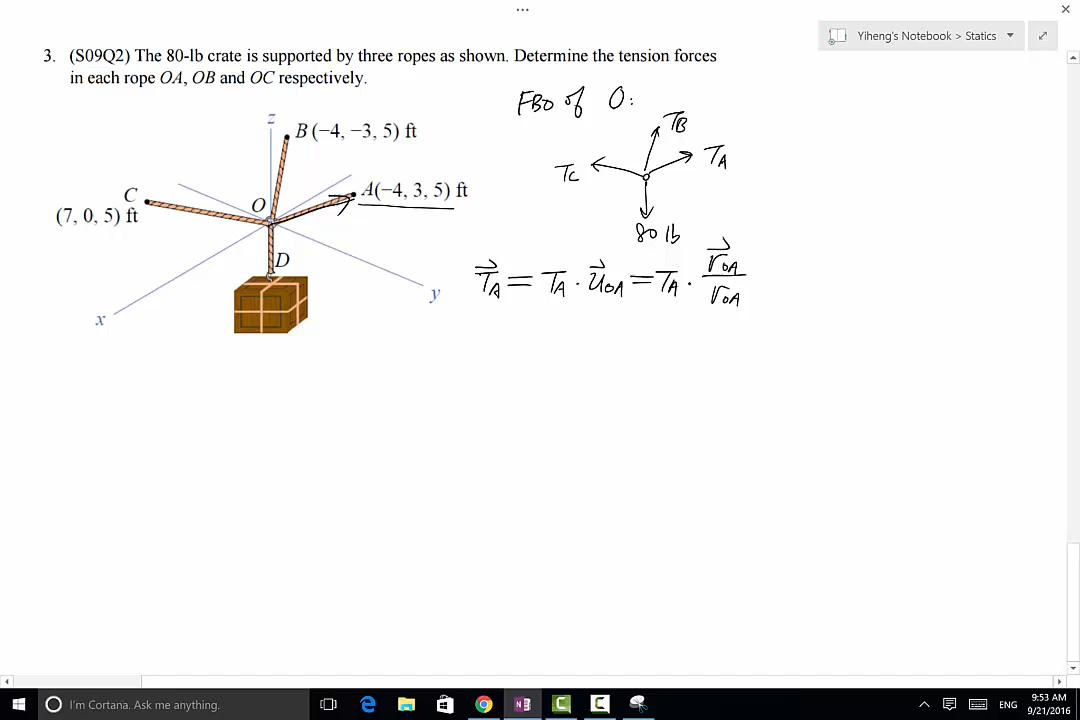 Yiheng's Notebook > Statics
3. (S09Q2) The 80-lb crate is supported by three ropes as shown. Determine the tension forces
in each rope OA, OB and OC respectively.
FBD of O:
z
B (−4, −3, 5) ft
TB
TA
TC
C
A(−4, 3, 5) ft
(7, 0, 5) ft
O
80 lb
D
T⃗A = TA · u⃗OA = TA · r⃗OA / rOA
y
x
I'm Cortana. Ask me anything.
ENG
9:53 AM
9/21/2016